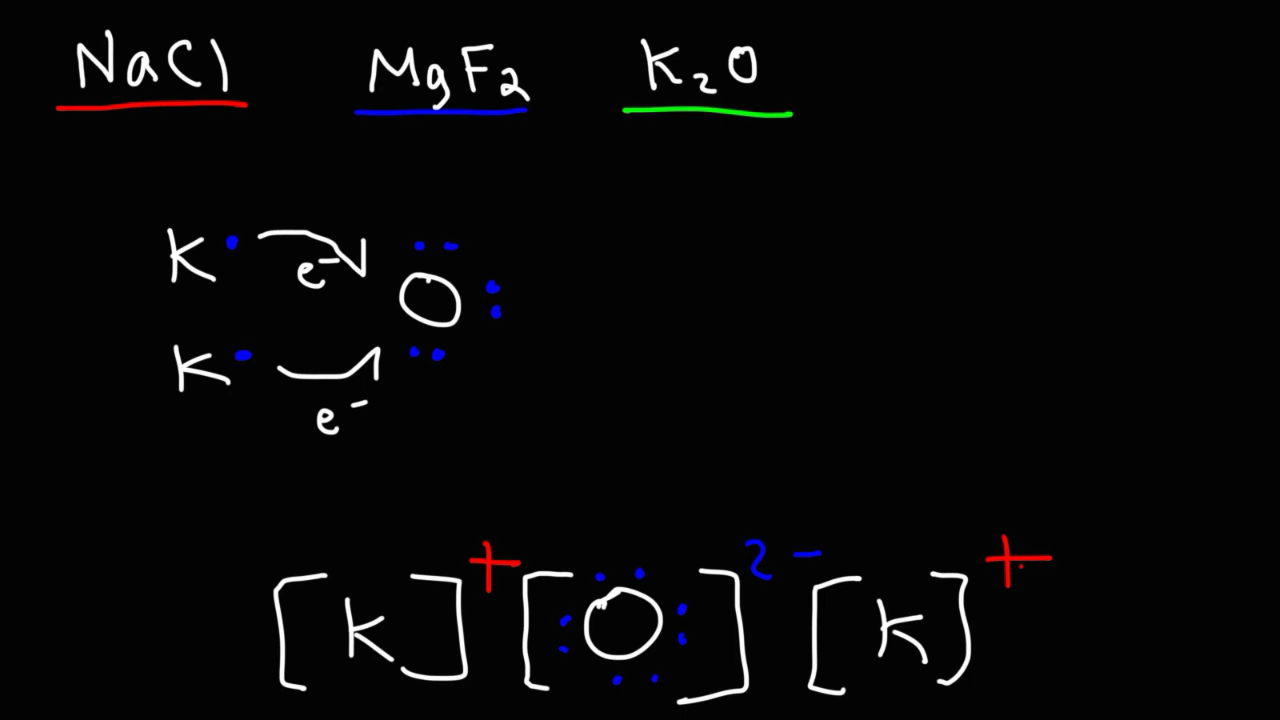 NaCl MgF2 K₂O
K e⁻ O
K e⁻
[K]⁺ [O]²⁻ [K]⁺